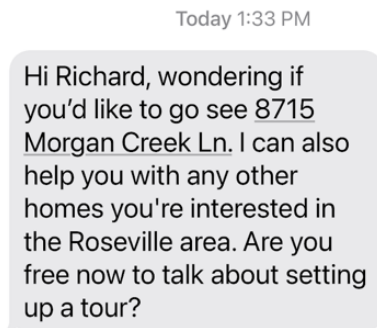 Today 1:33 PM
Hi Richard, wondering if
you'd like to go see 8715
Morgan Creek Ln. I can also
help you with any other
homes you're interested in
the Roseville area. Are you
free now to talk about setting
up a tour?